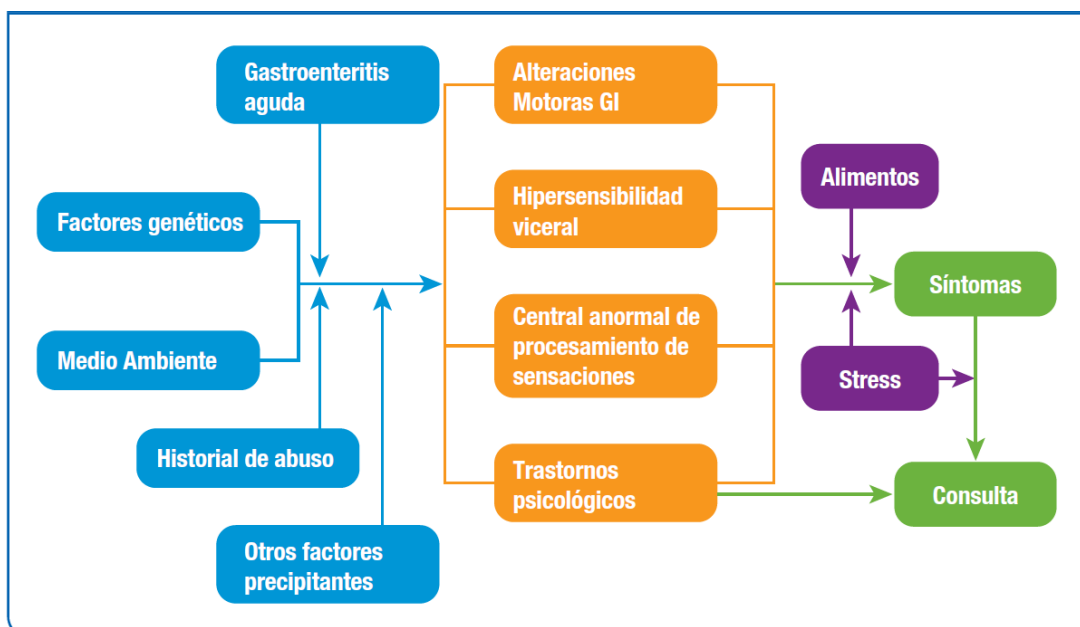 Gastroenteritis
aguda
Factores genéticos
Medio Ambiente
Historial de abuso
Otros factores
precipitantes
Alteraciones
Motoras GI
Hipersensibilidad
viceral
Central anormal de
procesamiento de
sensaciones
Trastornos
psicológicos
Alimentos
Stress
Síntomas
Consulta